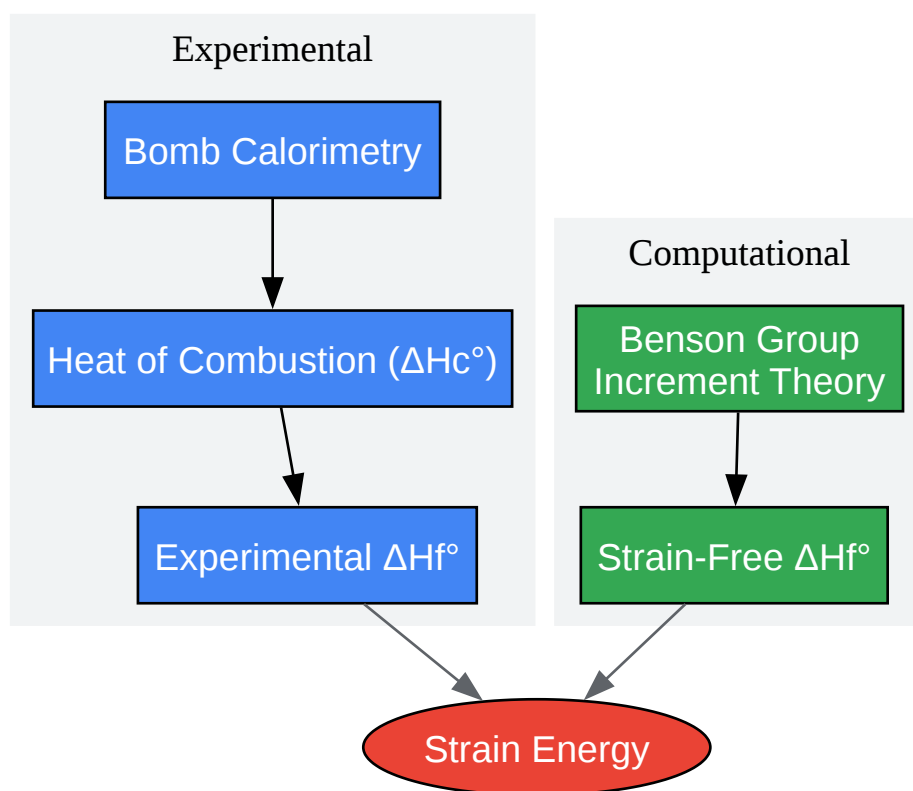 Experimental
Bomb Calorimetry
Heat of Combustion (ΔHc°)
Experimental ΔHf°
Computational
Benson Group
Increment Theory
Strain-Free ΔHf°
Strain Energy